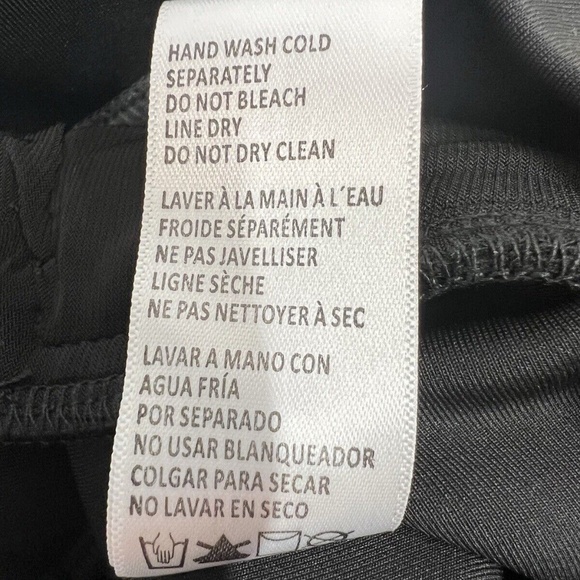 HAND WASH COLD
SEPARATELY
DO NOT BLEACH
LINE DRY
DO NOT DRY CLEAN
LAVER À LA MAIN À L´EAU
FROIDE SÉPARÉMENT
NE PAS JAVELLISER
LIGNE SÈCHE
NE PAS NETTOYER À SEC
LAVAR A MANO CON
AGUA FRÍA
POR SEPARADO
NO USAR BLANQUEADOR
COLGAR PARA SECAR
NO LAVAR EN SECO